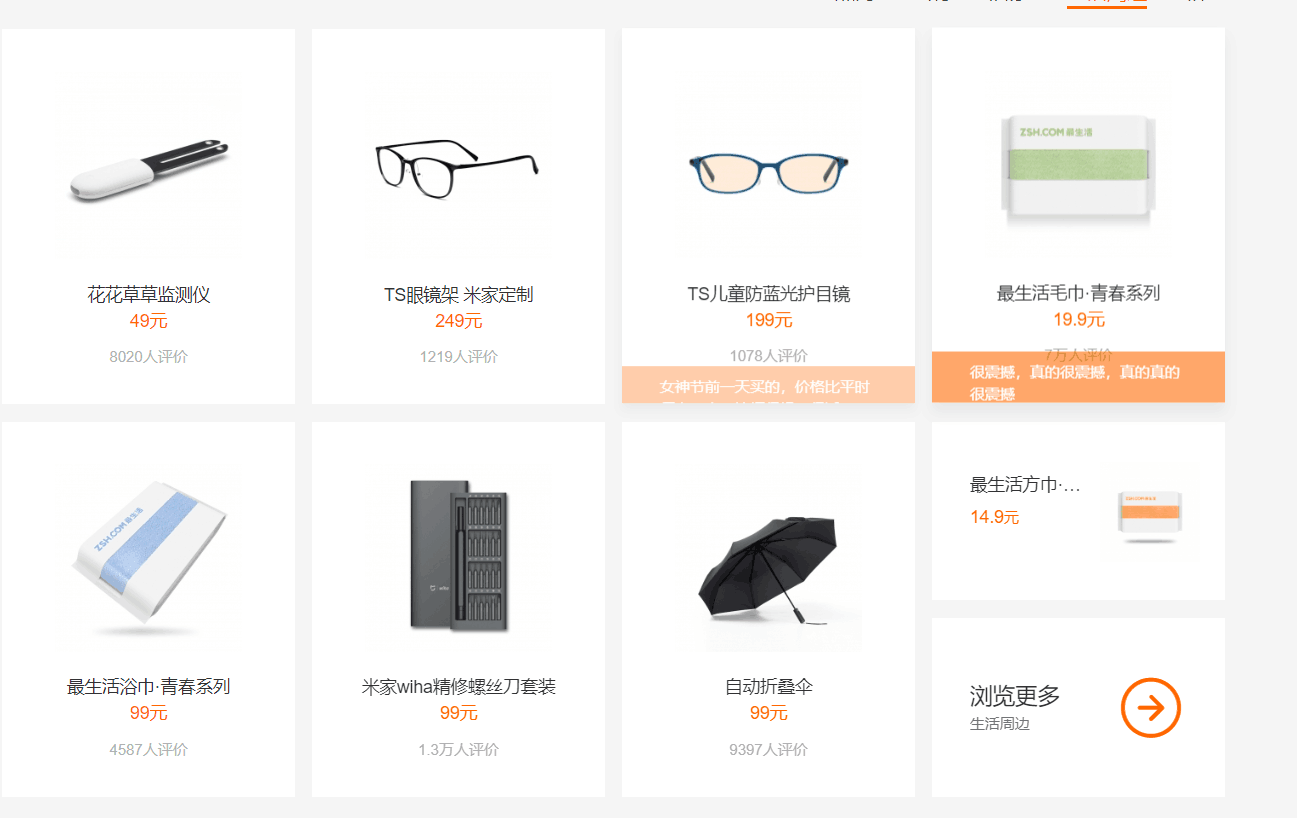 ZSH.COM 最生活
花花草草监测仪
49元
8020人评价
TS眼镜架 米家定制
249元
1219人评价
TS儿童防蓝光护目镜
199元
1078人评价
女神节前一天买的，价格比平时
最生活毛巾·青春系列
19.9元
7万人评价
很震撼，真的很震撼，真的真的
很震撼
ZSH.COM 最生活
最生活浴巾·青春系列
99元
4587人评价
米家wiha精修螺丝刀套装
99元
1.3万人评价
自动折叠伞
99元
9397人评价
最生活方巾·...
14.9元
浏览更多
生活周边